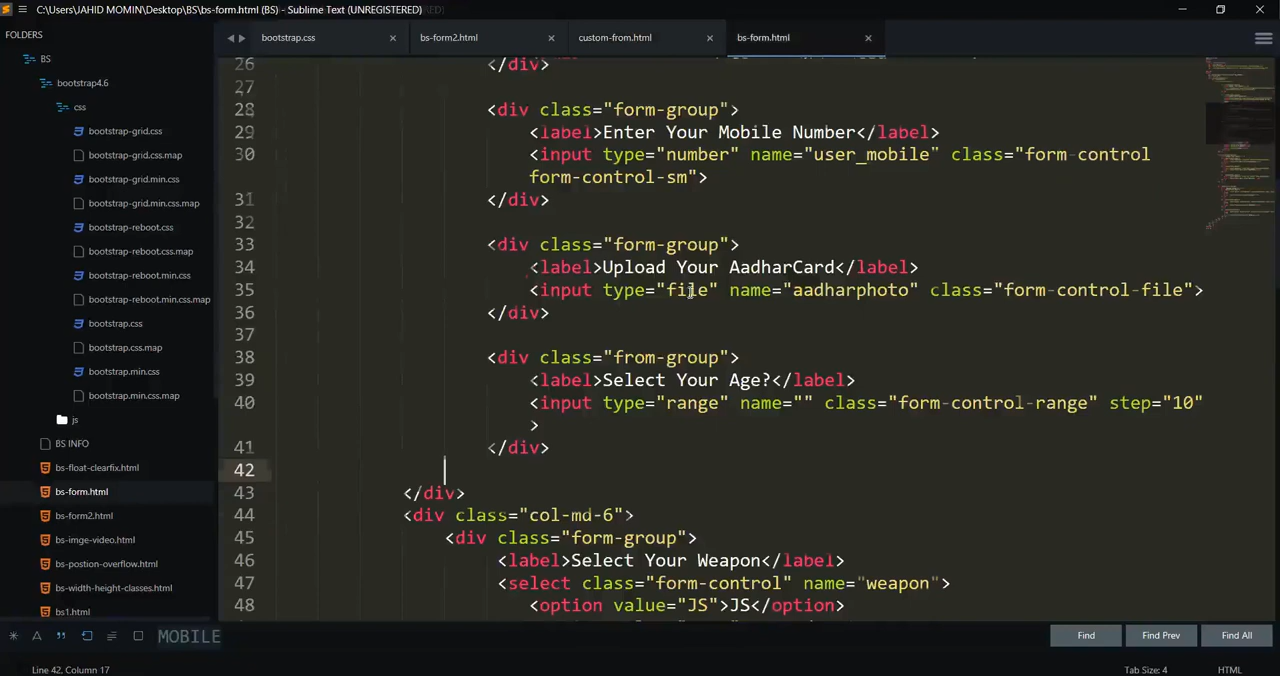 C:\Users\JAHID MOMIN\Desktop\BS\bs-form.html (BS) - Sublime Text (UNREGISTERED)
FOLDERS
bootstrap.css
bs-form2.html
custom-from.html
bs-form.html
BS
bootstrap4.6
css
bootstrap-grid.css
bootstrap-grid.css.map
bootstrap-grid.min.css
bootstrap-grid.min.css.map
bootstrap-reboot.css
bootstrap-reboot.css.map
bootstrap-reboot.min.css
bootstrap-reboot.min.css.map
bootstrap.css
bootstrap.css.map
bootstrap.min.css
bootstrap.min.css.map
js
BS INFO
bs-float-clearfix.html
bs-form.html
bs-form2.html
bs-imge-video.html
bs-postion-overflow.html
bs-width-height-classes.html
bs1.html
26 </div>
27
28 <div class="form-group">
29 <label>Enter Your Mobile Number</label>
30 <input type="number" name="user_mobile" class="form-control
form-control-sm">
31 </div>
32
33 <div class="form-group">
34 <label>Upload Your AadharCard</label>
35 <input type="file" name="aadharphoto" class="form-control-file">
36 </div>
37
38 <div class="from-group">
39 <label>Select Your Age?</label>
40 <input type="range" name="" class="form-control-range" step="10"
>
41 </div>
42
43 </div>
44 <div class="col-md-6">
45 <div class="form-group">
46 <label>Select Your Weapon</label>
47 <select class="form-control" name="weapon">
48 <option value="JS">JS</option>
MOBILE
Find
Find Prev
Find All
Line 42, Column 17
Tab Size: 4
HTML